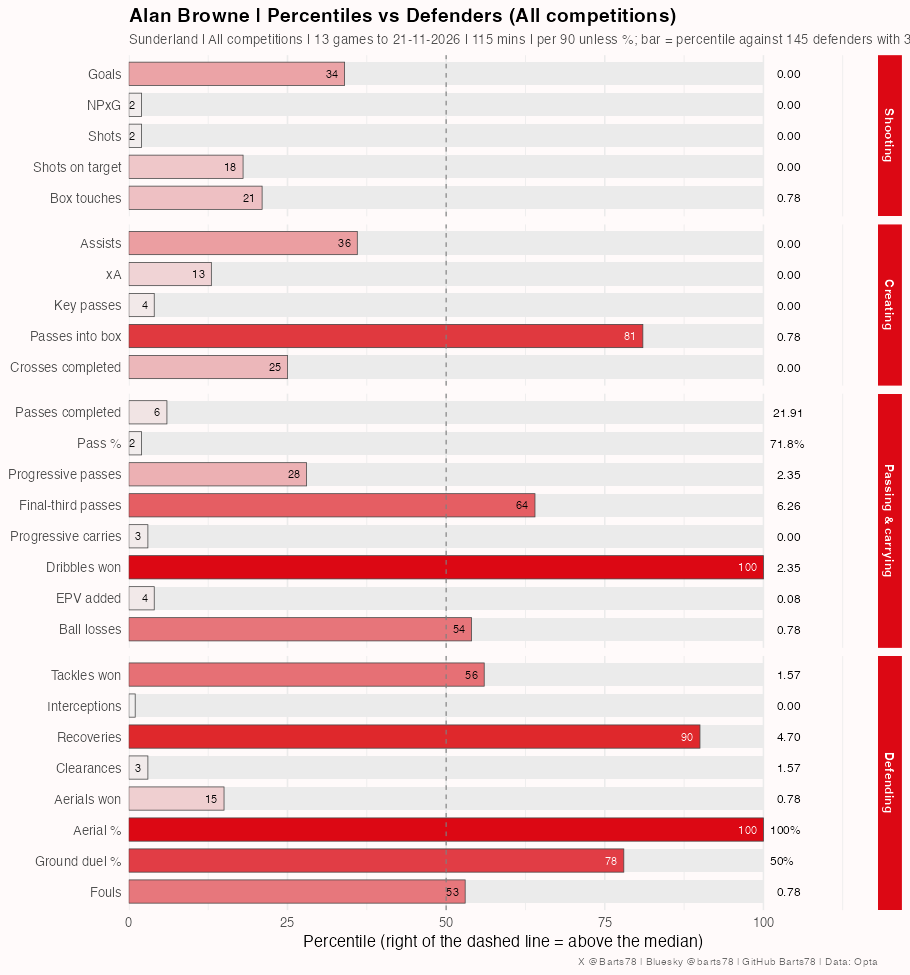 Alan Browne | Percentiles vs Defenders (All competitions)
Sunderland | All competitions | 13 games to 21-11-2026 | 115 mins | per 90 unless %; bar = percentile against 145 defenders with 3
Goals 34 0.00
NPxG 2 0.00
Shots 2 0.00
Shots on target 18 0.00
Box touches 21 0.78
Shooting
Assists 36 0.00
xA 13 0.00
Key passes 4 0.00
Passes into box 81 0.78
Crosses completed 25 0.00
Creating
Passes completed 6 21.91
Pass % 2 71.8%
Progressive passes 28 2.35
Final-third passes 64 6.26
Progressive carries 3 0.00
Dribbles won 100 2.35
EPV added 4 0.08
Ball losses 54 0.78
Passing & carrying
Tackles won 56 1.57
Interceptions 0.00
Recoveries 90 4.70
Clearances 3 1.57
Aerials won 15 0.78
Aerial % 100 100%
Ground duel % 78 50%
Fouls 53 0.78
Defending
0 25 50 75 100
Percentile (right of the dashed line = above the median)
X @Barts78 | Bluesky @barts78 | GitHub Barts78 | Data: Opta